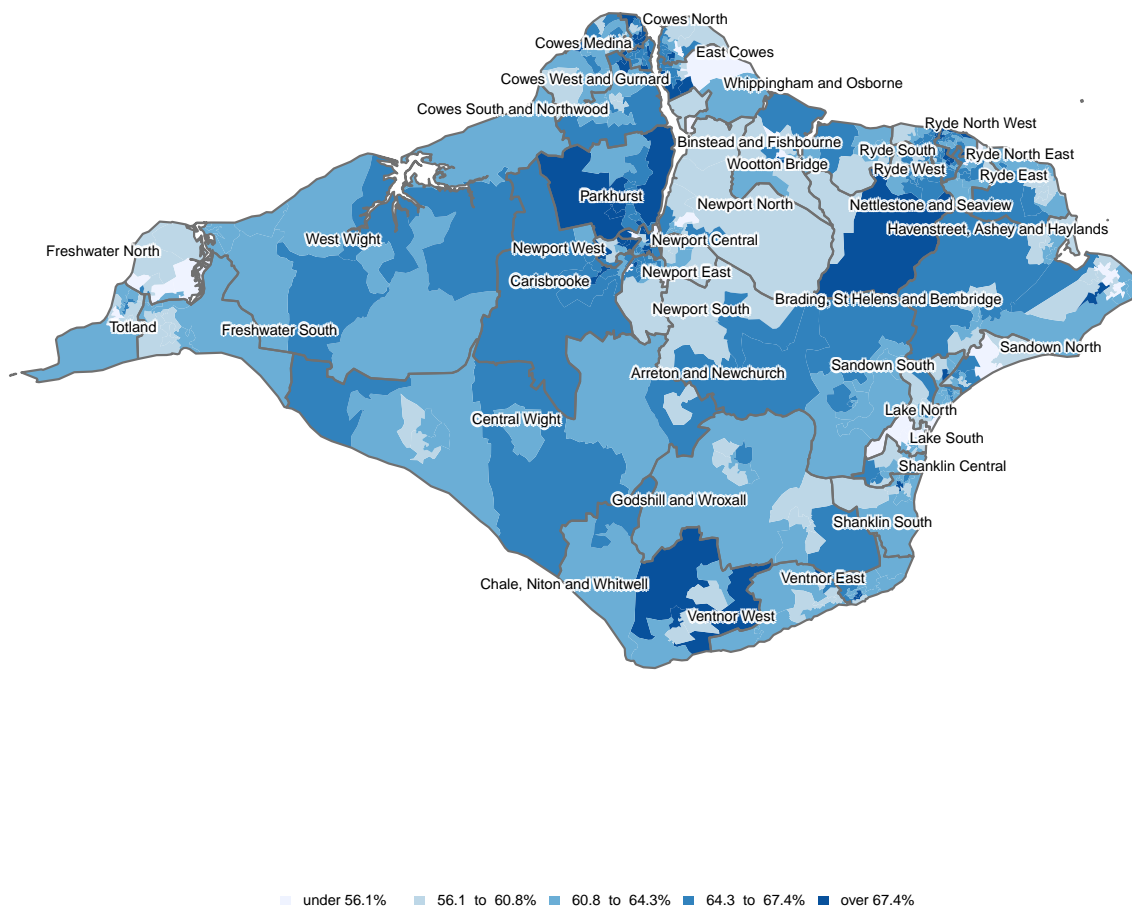 Cowes North
Cowes Medina
East Cowes
Cowes West and Gurnard
Whippingham and Osborne
Cowes South and Northwood
Ryde North West
Binstead and Fishbourne
Ryde South
Ryde North East
Wootton Bridge
Ryde West
Ryde East
Parkhurst
Newport North
Nettlestone and Seaview
Havenstreet, Ashey and Haylands
West Wight
Newport Central
Freshwater North
Newport West
Newport East
Carisbrooke
Brading, St Helens and Bembridge
Newport South
Totland
Freshwater South
Sandown North
Sandown South
Arreton and Newchurch
Lake North
Central Wight
Lake South
Shanklin Central
Godshill and Wroxall
Shanklin South
Ventnor East
Chale, Niton and Whitwell
Ventnor West
under 56.1% 56.1 to 60.8% 60.8 to 64.3% 64.3 to 67.4% over 67.4%